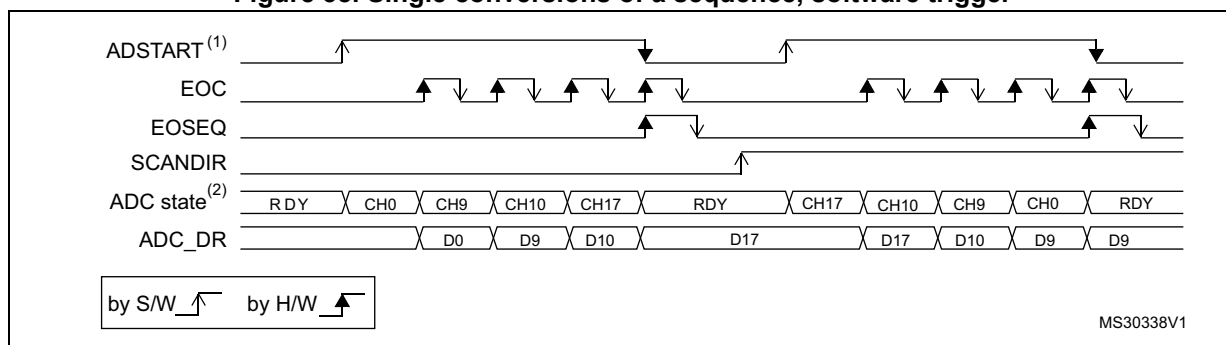 Figure 35. Single conversions of a sequence, software trigger
ADSTART(1)
EOC
EOSEQ
SCANDIR
ADC state(2) RDY CH0 CH9 CH10 CH17 RDY CH17 CH10 CH9 CH0 RDY
ADC_DR D0 D9 D10 D17 D17 D10 D9 D9
by S/W by H/W
MS30338V1